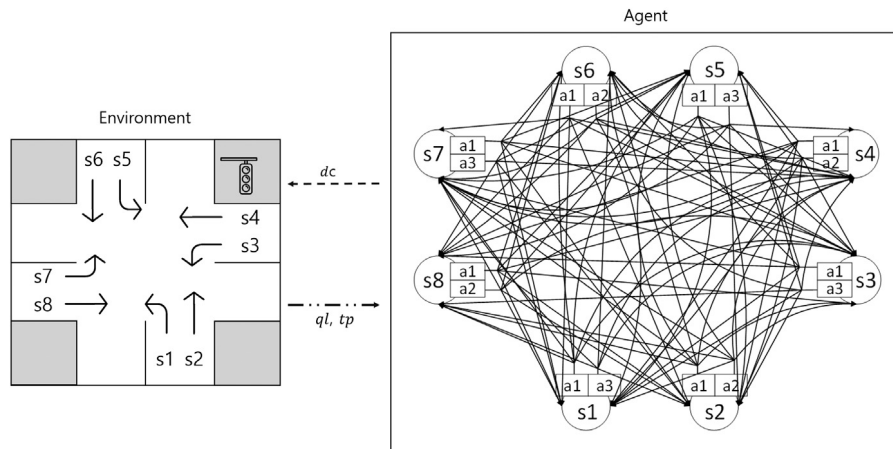 Agent
Environment
s6 s5
s4
s3
s7
s8
s1 s2
dc
ql, tp
s6 s5
a1 a2 a1 a3
s7 a1 a1 s4
a3 a2
s8 a1 a1 s3
a2 a3
a1 a3 a1 a2
s1 s2